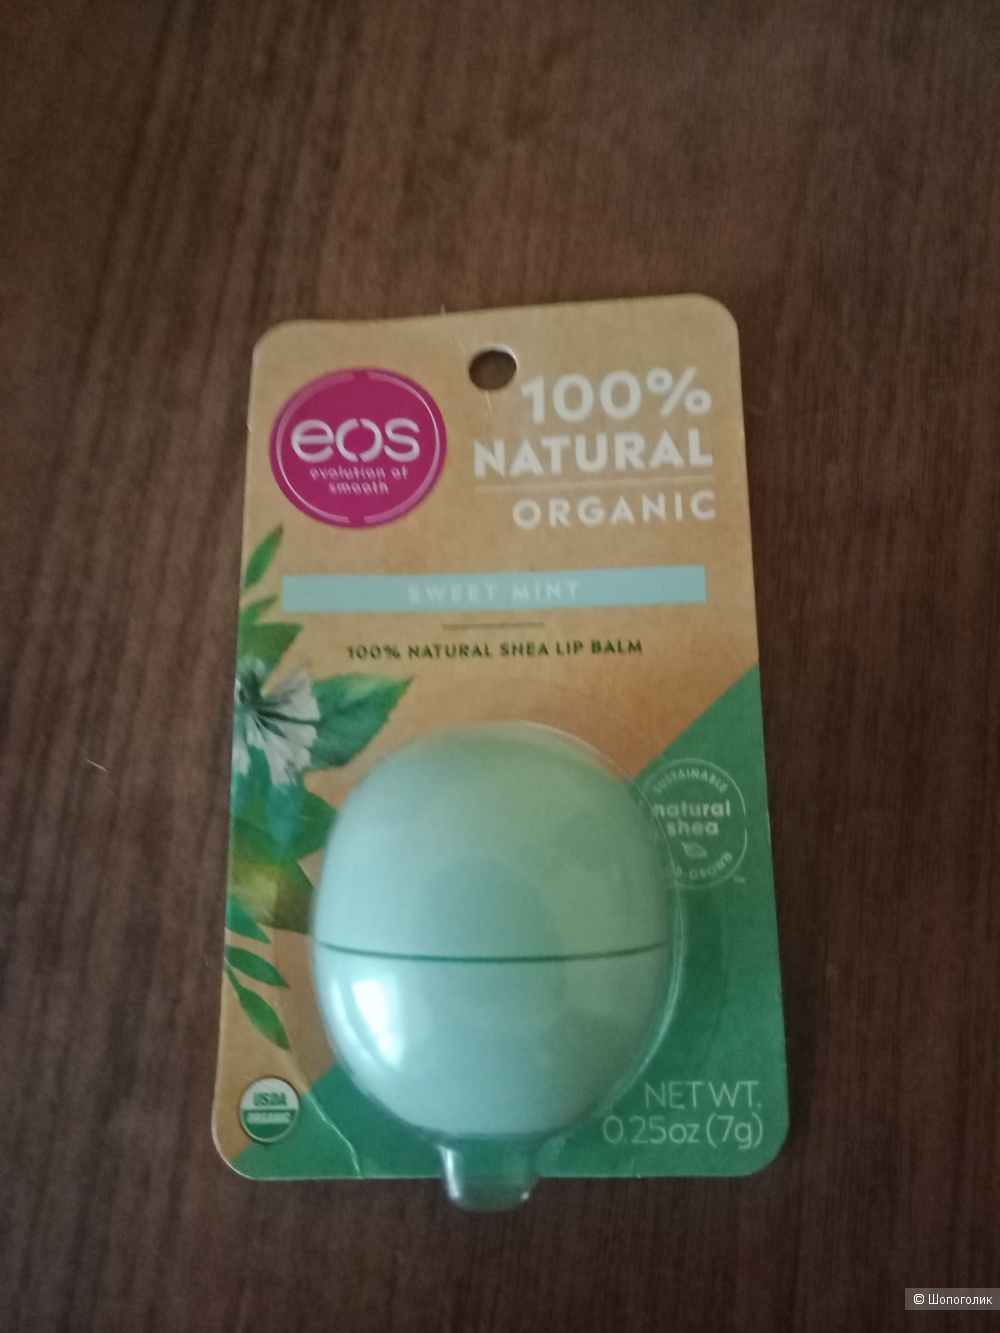 eos
evolution of
smooth
100%
NATURAL
ORGANIC
SWEET MINT
100% NATURAL SHEA LIP BALM
SUSTAINABLE
natural
shea
USDA
ORGANIC
NET WT.
0.25oz (7g)
© Шопоголик